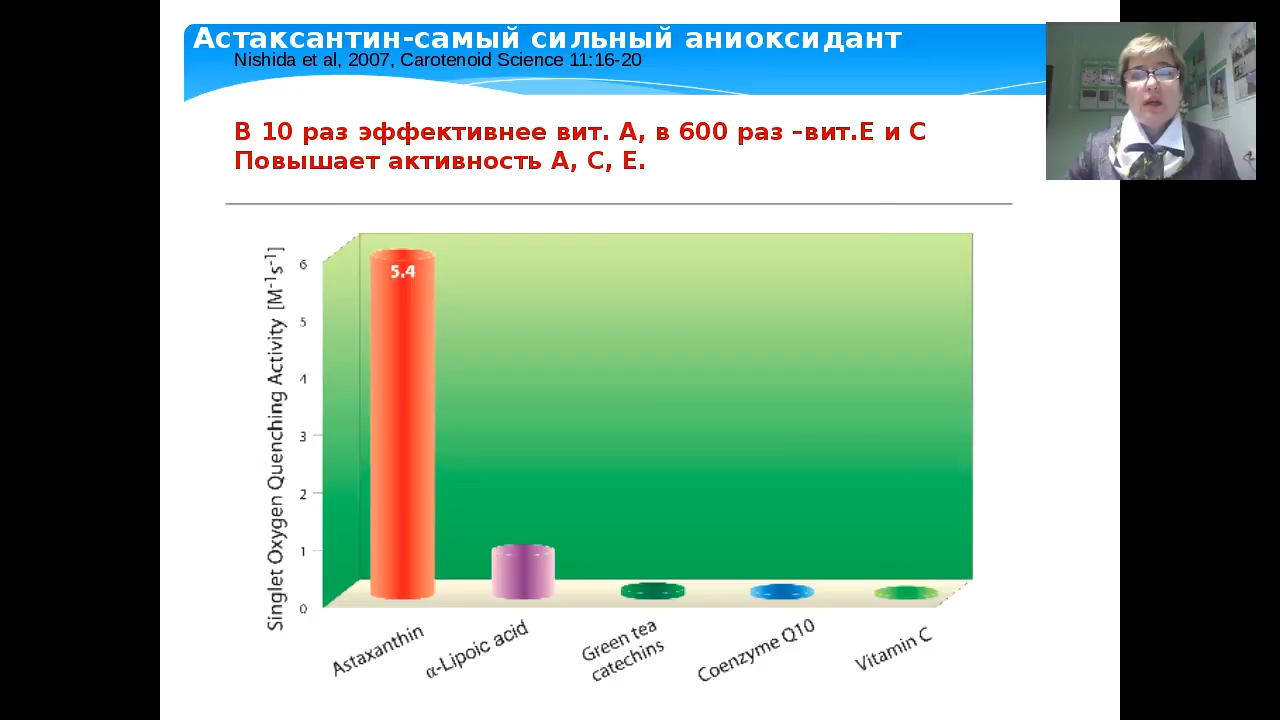 Астаксантин-самый сильный аниоксидант
Nishida et al, 2007, Carotenoid Science 11:16-20
В 10 раз эффективнее вит. А, в 600 раз –вит.Е и С
Повышает активность А, С, Е.
Singlet Oxygen Quenching Activity [M⁻¹s⁻¹]
6
5
4
3
2
1
0
5.4
Astaxanthin
α-Lipoic acid
Green tea
catechins
Coenzyme Q10
Vitamin C